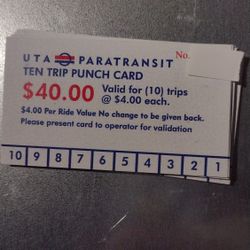 No.
UTA PARATRANSIT
TEN TRIP PUNCH CARD
$40.00 Valid for (10) trips
@ $4.00 each.
$4.00 Per Ride Value No change to be given back.
Please present card to operator for validation
10 9 8 7 6 5 4 3 2 1